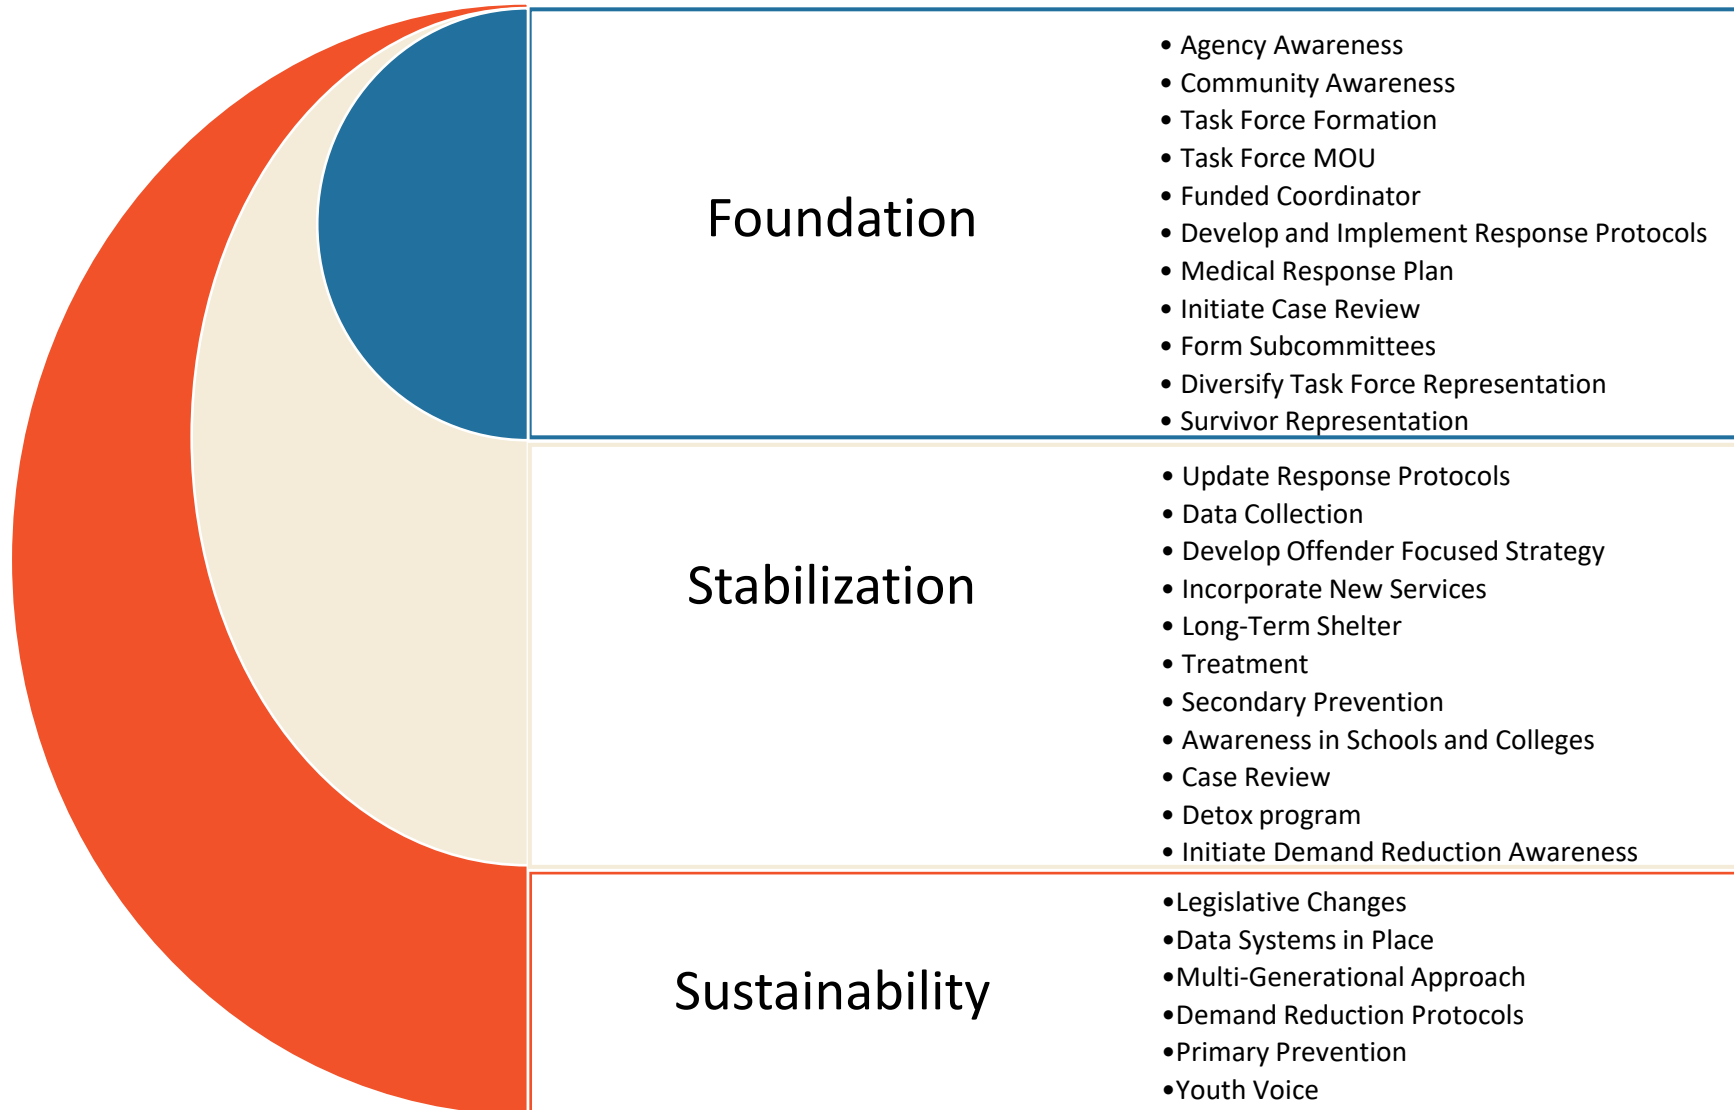 Foundation
• Agency Awareness
• Community Awareness
• Task Force Formation
• Task Force MOU
• Funded Coordinator
• Develop and Implement Response Protocols
• Medical Response Plan
• Initiate Case Review
• Form Subcommittees
• Diversify Task Force Representation
• Survivor Representation
Stabilization
• Update Response Protocols
• Data Collection
• Develop Offender Focused Strategy
• Incorporate New Services
• Long-Term Shelter
• Treatment
• Secondary Prevention
• Awareness in Schools and Colleges
• Case Review
• Detox program
• Initiate Demand Reduction Awareness
Sustainability
•Legislative Changes
•Data Systems in Place
•Multi-Generational Approach
•Demand Reduction Protocols
•Primary Prevention
•Youth Voice